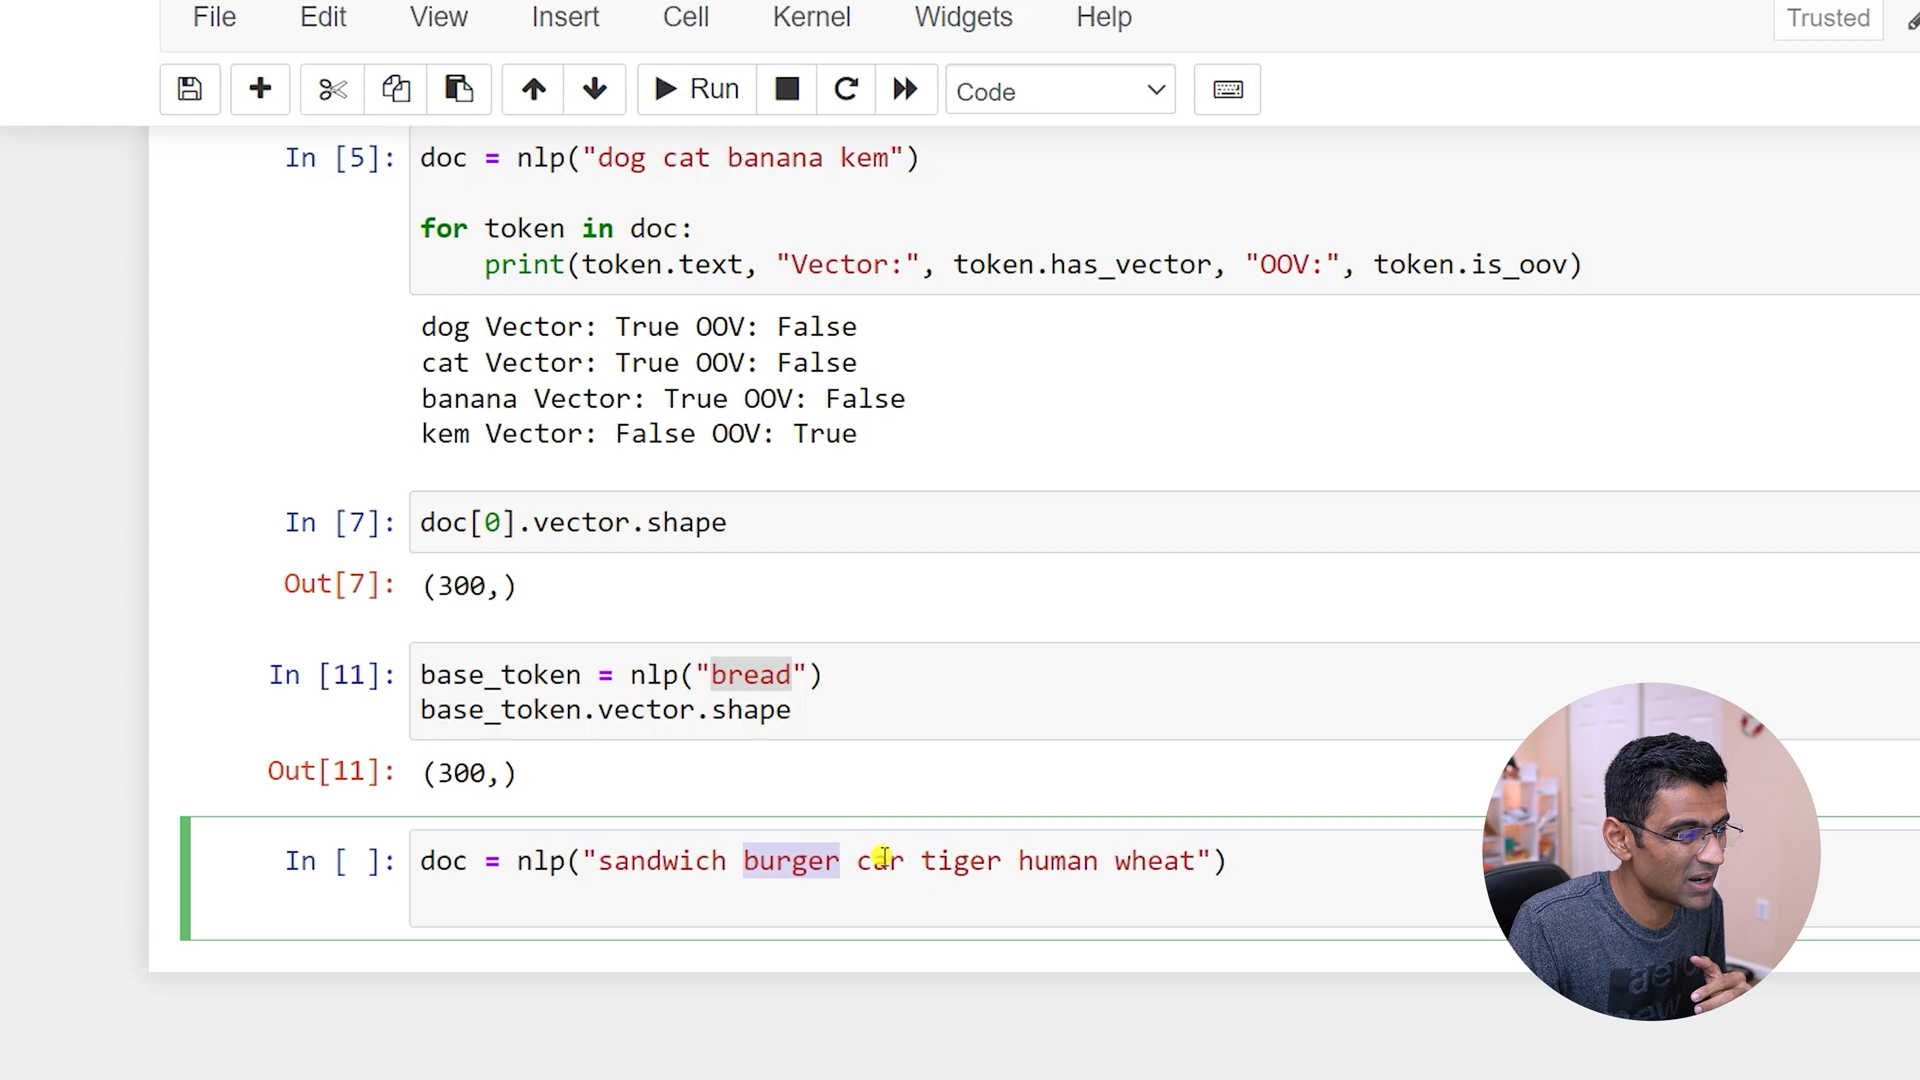 File Edit View Insert Cell Kernel Widgets Help Trusted
Run Code
In [5]: doc = nlp("dog cat banana kem")
for token in doc:
print(token.text, "Vector:", token.has_vector, "OOV:", token.is_oov)
dog Vector: True OOV: False
cat Vector: True OOV: False
banana Vector: True OOV: False
kem Vector: False OOV: True
In [7]: doc[0].vector.shape
Out[7]: (300,)
In [11]: base_token = nlp("bread")
base_token.vector.shape
Out[11]: (300,)
In [ ]: doc = nlp("sandwich burger car tiger human wheat")